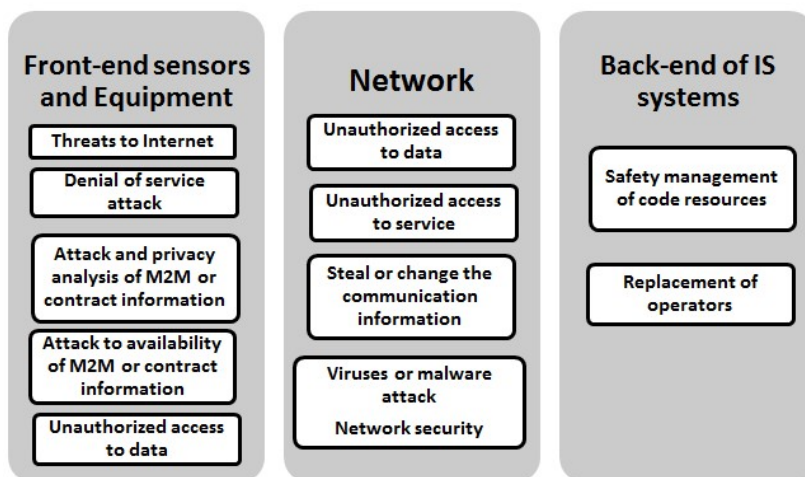 Front-end sensors
and Equipment
Threats to Internet
Denial of service
attack
Attack and privacy
analysis of M2M or
contract information
Attack to availability
of M2M or contract
information
Unauthorized access
to data
Network
Unauthorized access
to data
Unauthorized access
to service
Steal or change the
communication
information
Viruses or malware
attack
Network security
Back-end of IS
systems
Safety management
of code resources
Replacement of
operators